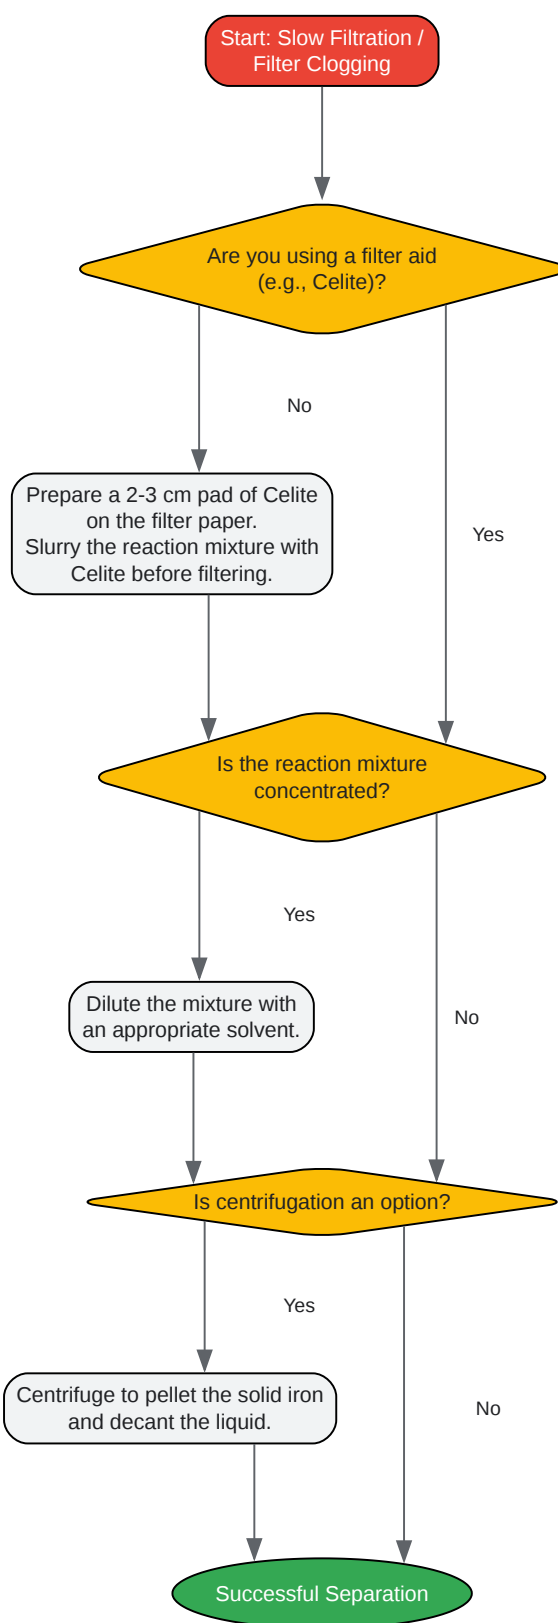 Start: Slow Filtration /
Filter Clogging
Are you using a filter aid
(e.g., Celite)?
No
Prepare a 2-3 cm pad of Celite
on the filter paper.
Slurry the reaction mixture with
Celite before filtering.
Yes
Is the reaction mixture
concentrated?
Yes
Dilute the mixture with
an appropriate solvent.
No
Is centrifugation an option?
Yes
Centrifuge to pellet the solid iron
and decant the liquid.
No
Successful Separation